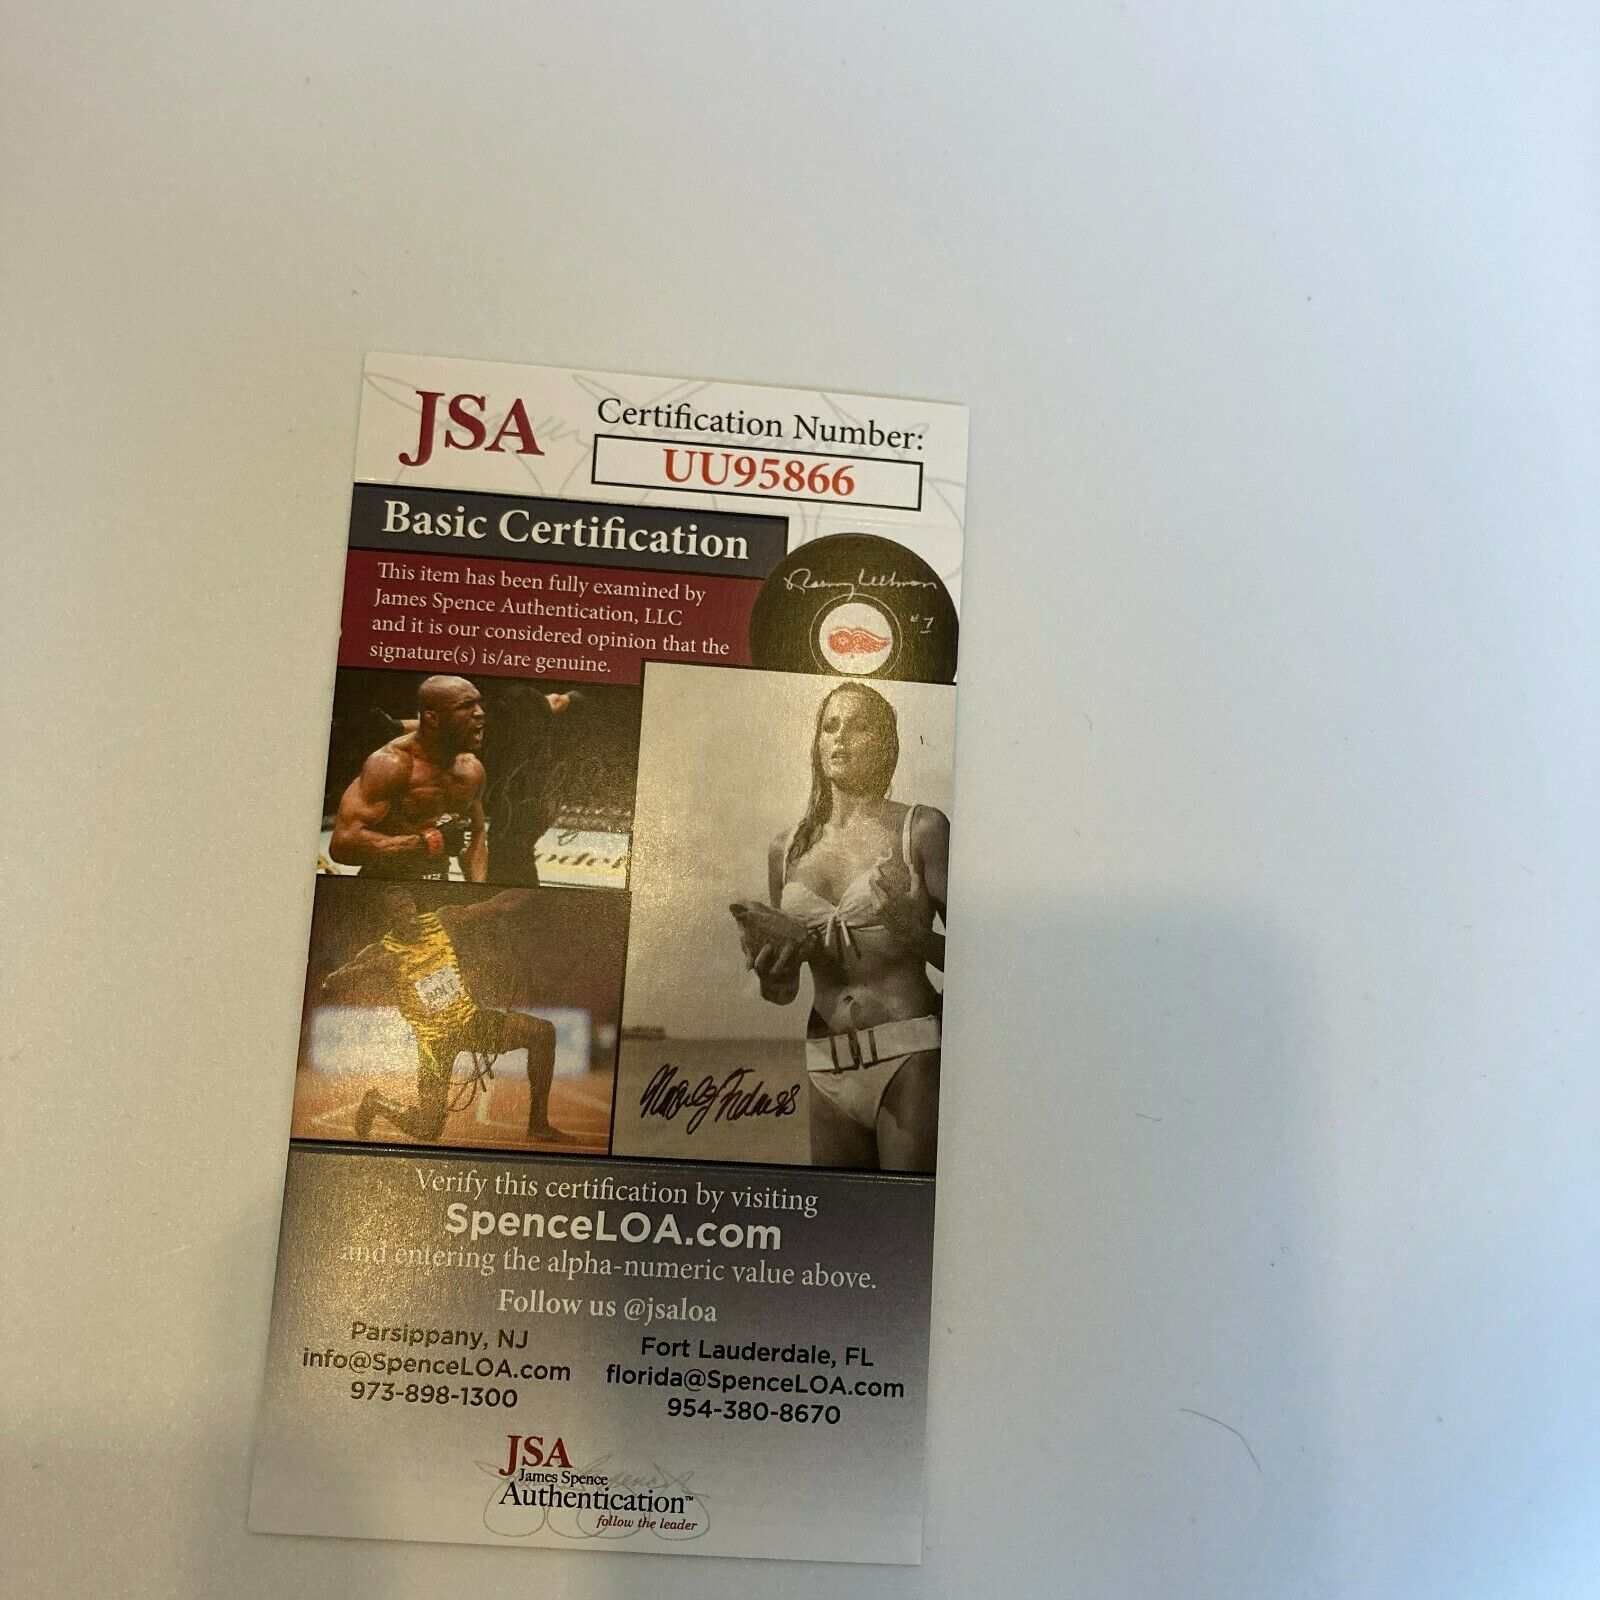 JSA
Certification Number:
UU95866
Basic Certification
This item has been fully examined by
James Spence Authentication, LLC
and it is our considered opinion that the
signature(s) is/are genuine.
#7
BOLT
Verify this certification by visiting
SpenceLOA.com
and entering the alpha-numeric value above.
Follow us @jsaloa
Parsippany, NJ
info@SpenceLOA.com
973-898-1300
Fort Lauderdale, FL
florida@SpenceLOA.com
954-380-8670
JSA
James Spence
Authentication™
follow the leader